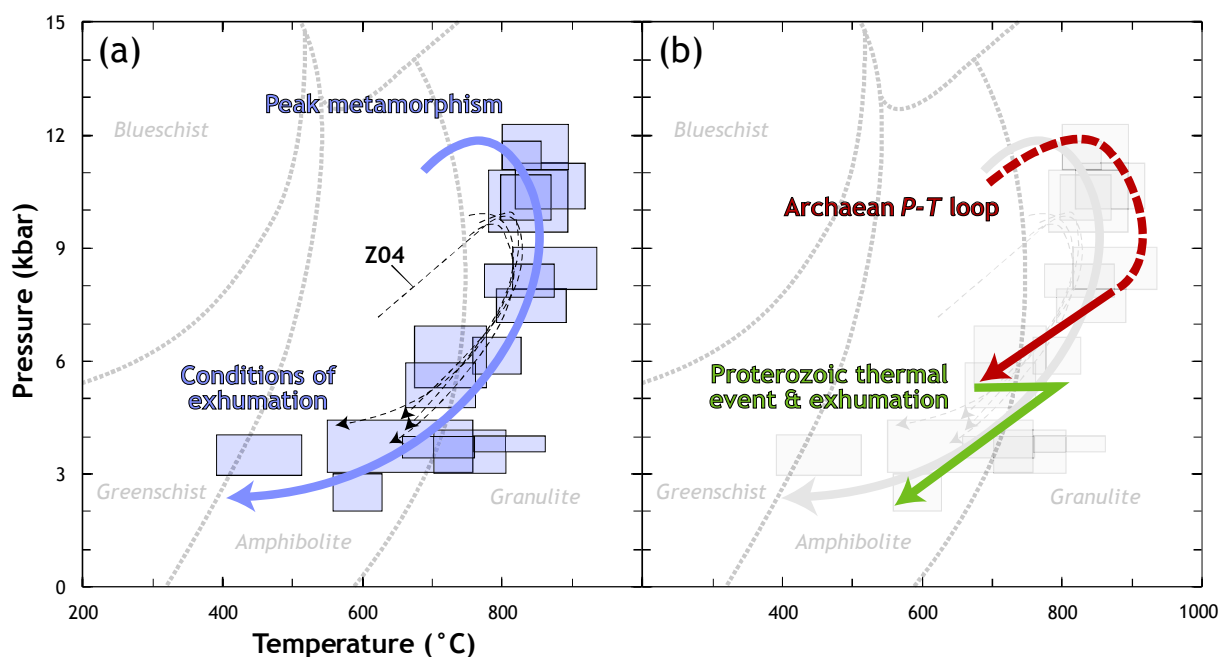 15
12
9
6
3
0
Pressure (kbar)
(a)
Peak metamorphism
Blueschist
Z04
Conditions of
exhumation
Greenschist
Granulite
Amphibolite
200
400
600
800
Temperature (˚C)
(b)
Blueschist
Archaean P-T loop
Proterozoic thermal
event & exhumation
Greenschist
Granulite
Amphibolite
400
600
800
1000